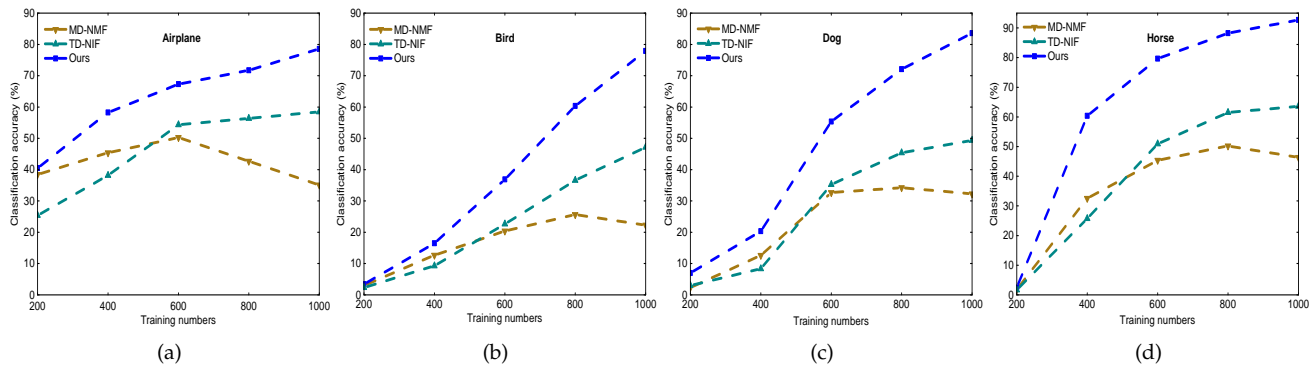 90
80
70
60
50
40
30
20
10
0
Classification accuracy (%)
MD-NMF
TD-NIF
Ours
Airplane
200
400
600
800
1000
Training numbers
(a)
90
80
70
60
50
40
30
20
10
0
Classification accuracy (%)
MD-NMF
TD-NIF
Ours
Bird
200
400
600
800
1000
Training numbers
(b)
90
80
70
60
50
40
30
20
10
0
Classification accuracy (%)
MD-NMF
TD-NIF
Ours
Dog
200
400
600
800
1000
Training numbers
(c)
90
80
70
60
50
40
30
20
10
0
Classification accuracy (%)
MD-NMF
TD-NIF
Ours
Horse
200
400
600
800
1000
Training numbers
(d)